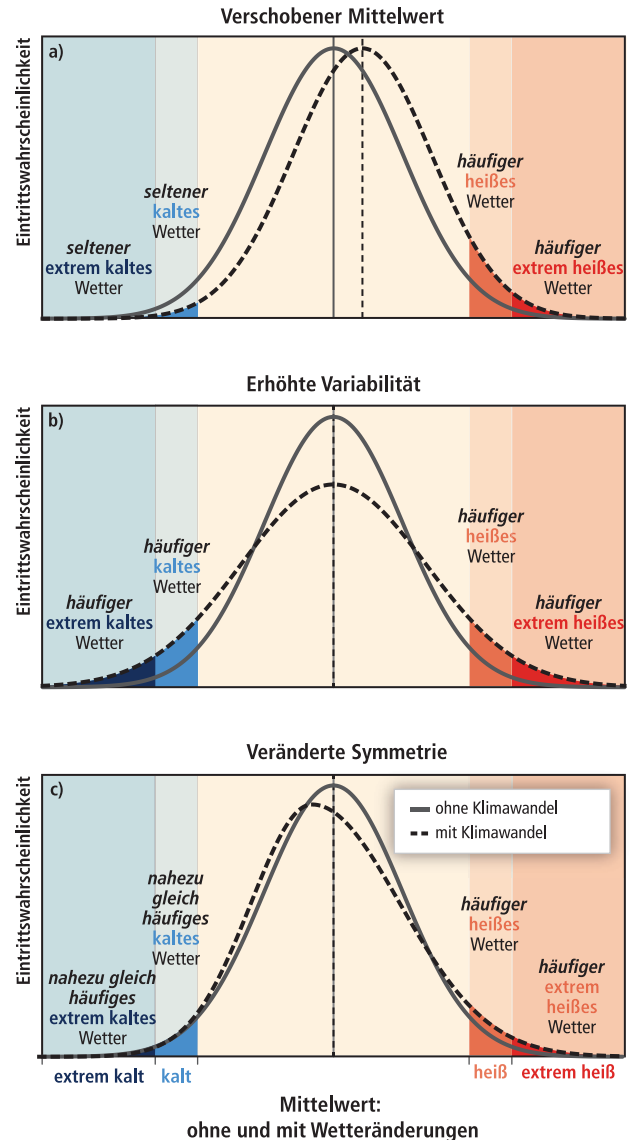 Verschobener Mittelwert
a)
Eintrittswahrscheinlichkeit
seltener
extrem kaltes
Wetter
seltener
kaltes
Wetter
häufiger
heißes
Wetter
häufiger
extrem heißes
Wetter
Erhöhte Variabilität
b)
Eintrittswahrscheinlichkeit
häufiger
extrem kaltes
Wetter
häufiger
kaltes
Wetter
häufiger
heißes
Wetter
häufiger
extrem heißes
Wetter
Veränderte Symmetrie
c)
Eintrittswahrscheinlichkeit
ohne Klimawandel
mit Klimawandel
nahezu gleich
häufiges
extrem kaltes
Wetter
nahezu
gleich
häufiges
kaltes
Wetter
häufiger
heißes
Wetter
häufiger
extrem
heißes
Wetter
extrem kalt
kalt
heiß
extrem heiß
Mittelwert:
ohne und mit Wetteränderungen